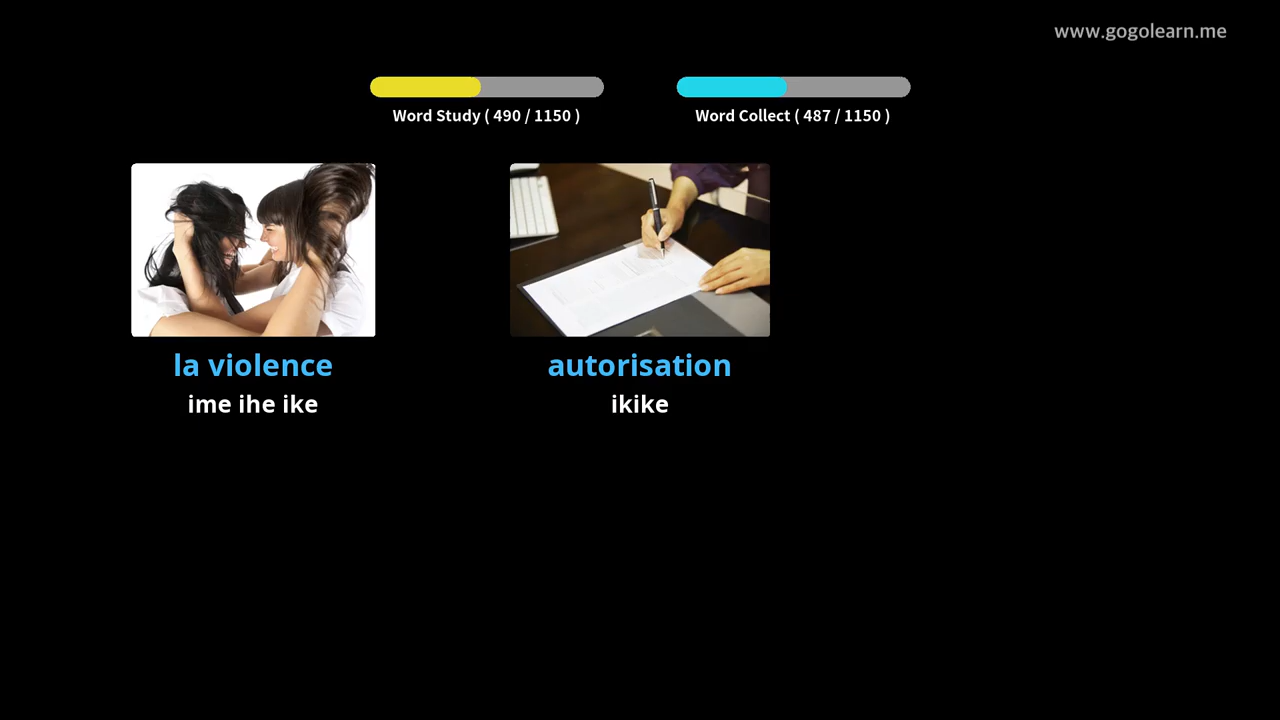 www.gogolearn.me
Word Study ( 490 / 1150 )
Word Collect ( 487 / 1150 )
la violence
ime ihe ike
autorisation
ikike